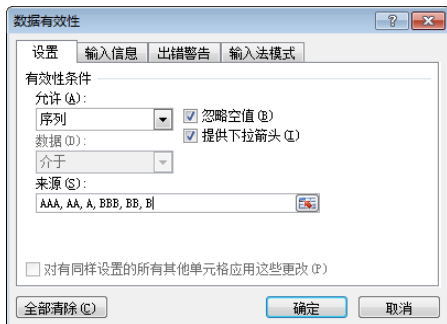 数据有效性
设置 输入信息 出错警告 输入法模式
有效性条件
允许(A):
序列 忽略空值(B)
数据(D): 提供下拉箭头(I)
介于
来源(S):
AAA, AA, A, BBB, BB, B
对有同样设置的所有其他单元格应用这些更改(P)
全部清除(C) 确定 取消